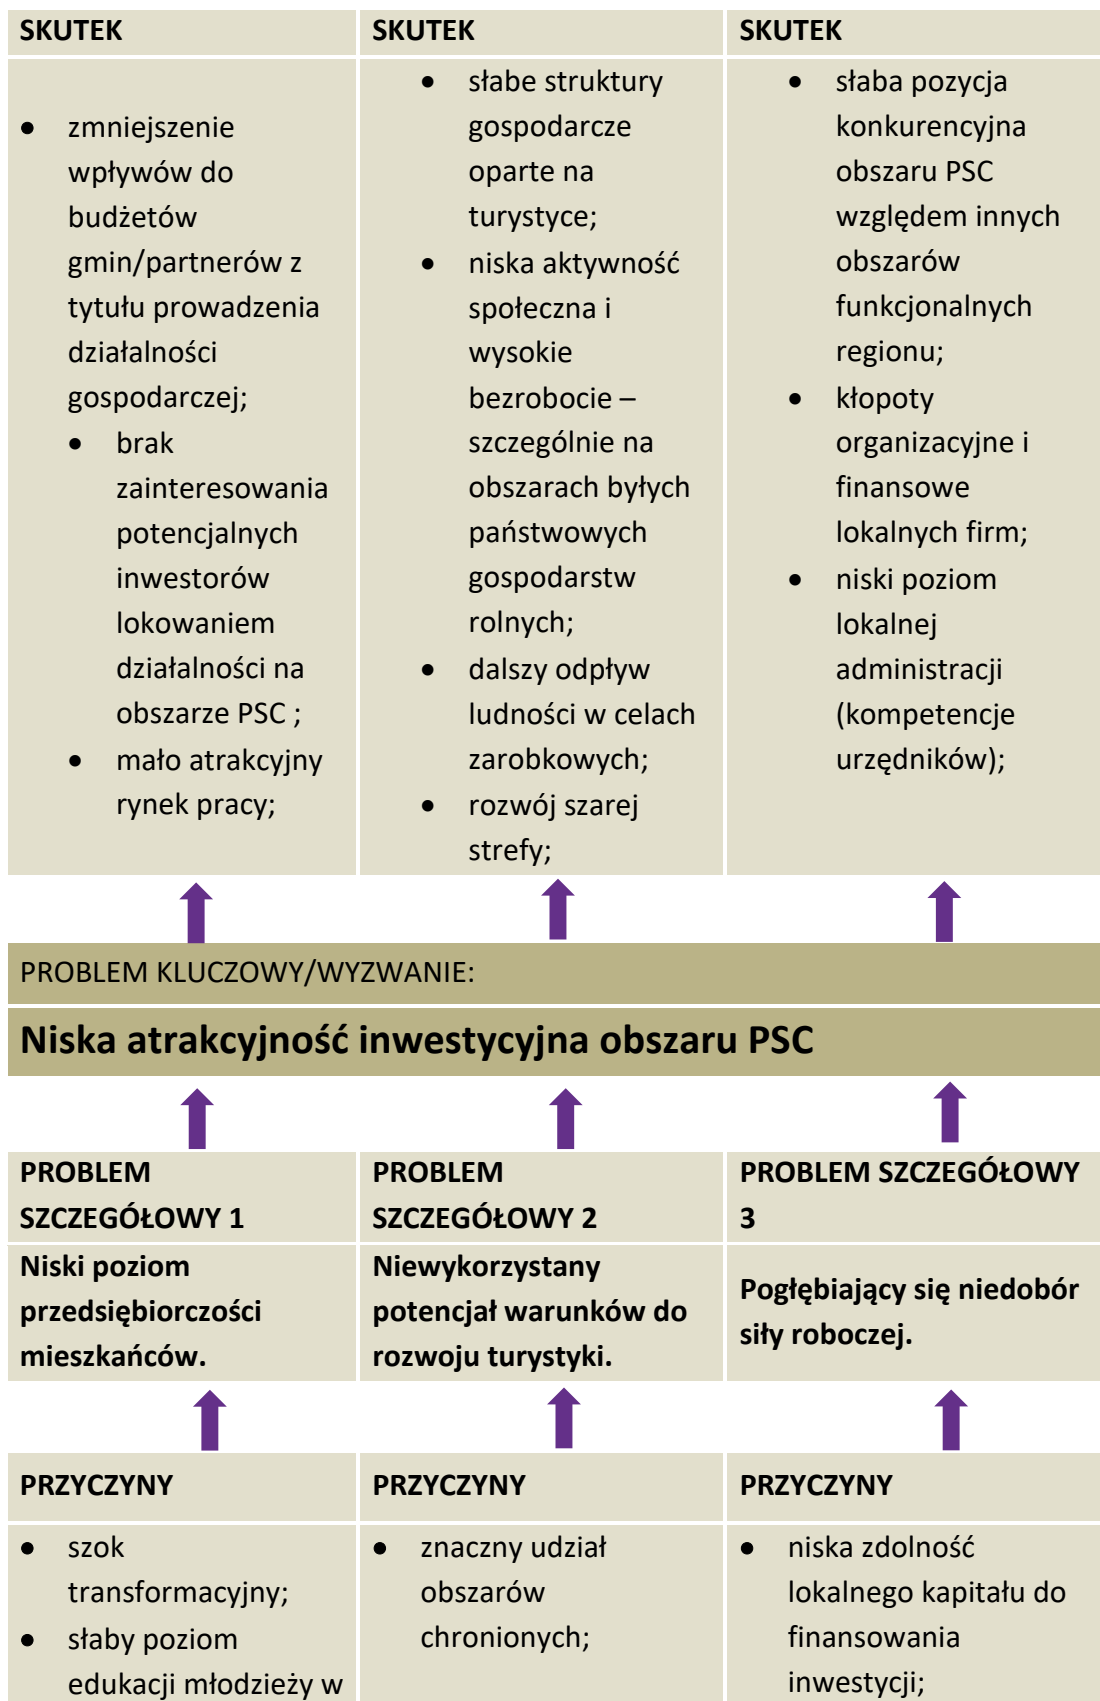 SKUTEK
zmniejszenie
wpływów do
budżetów
gmin/partnerów z
tytułu prowadzenia
działalności
gospodarczej;
brak
zainteresowania
potencjalnych
inwestorów
lokowaniem
działalności na
obszarze PSC ;
mało atrakcyjny
rynek pracy;
SKUTEK
słabe struktury
gospodarcze
oparte na
turystyce;
niska aktywność
społeczna i
wysokie
bezrobocie –
szczególnie na
obszarach byłych
państwowych
gospodarstw
rolnych;
dalszy odpływ
ludności w celach
zarobkowych;
rozwój szarej
strefy;
SKUTEK
słaba pozycja
konkurencyjna
obszaru PSC
względem innych
obszarów
funkcjonalnych
regionu;
kłopoty
organizacyjne i
finansowe
lokalnych firm;
niski poziom
lokalnej
administracji
(kompetencje
urzędników);
PROBLEM KLUCZOWY/WYZWANIE:
Niska atrakcyjność inwestycyjna obszaru PSC
PROBLEM
SZCZEGÓŁOWY 1
Niski poziom
przedsiębiorczości
mieszkańców.
PROBLEM
SZCZEGÓŁOWY 2
Niewykorzystany
potencjał warunków do
rozwoju turystyki.
PROBLEM SZCZEGÓŁOWY
3
Pogłębiający się niedobór
siły roboczej.
PRZYCZYNY
szok
transformacyjny;
słaby poziom
edukacji młodzieży w
PRZYCZYNY
znaczny udział
obszarów
chronionych;
PRZYCZYNY
niska zdolność
lokalnego kapitału do
finansowania
inwestycji;